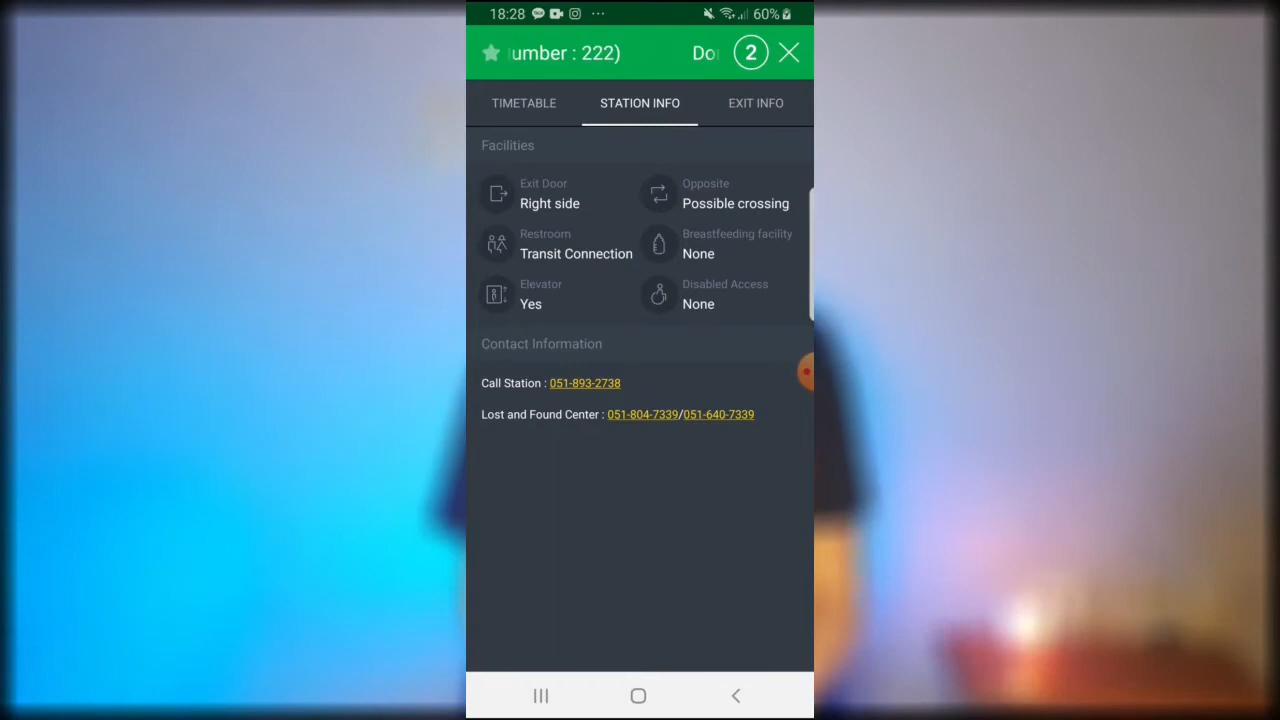 18:28 60%
umber : 222) Do 2
TIMETABLE STATION INFO EXIT INFO
Facilities
Exit Door Opposite
Right side Possible crossing
Restroom Breastfeeding facility
Transit Connection None
Elevator Disabled Access
Yes None
Contact Information
Call Station : 051-893-2738
Lost and Found Center : 051-804-7339/051-640-7339